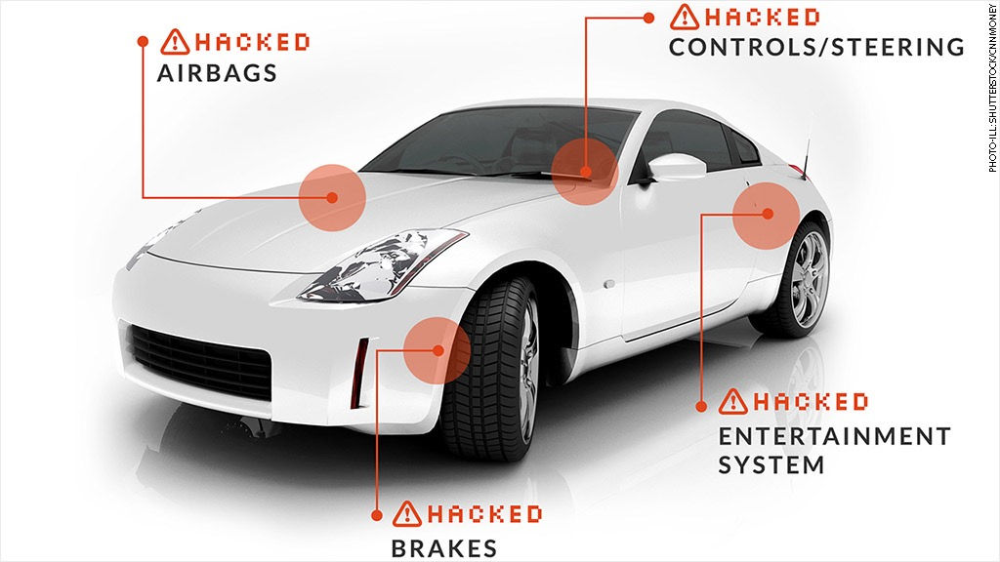 HACKED
AIRBAGS
HACKED
CONTROLS/STEERING
PHOTO-ILL: SHUTTERSTOCK/CNNMONEY
HACKED
ENTERTAINMENT
SYSTEM
HACKED
BRAKES